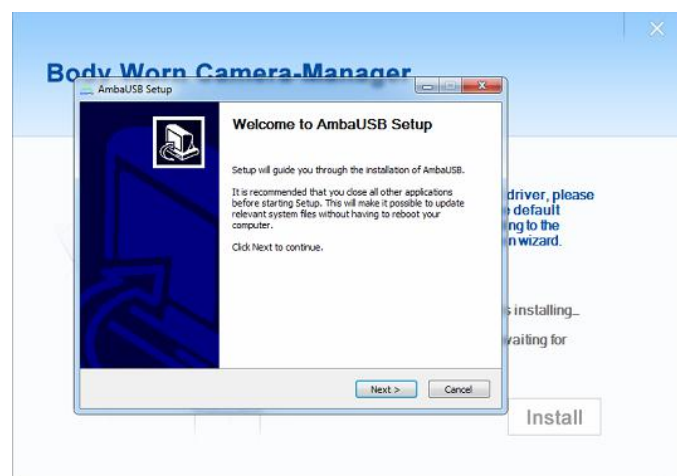 Body Worn Camera-Manager
AmbaUSB Setup
Welcome to AmbaUSB Setup
Setup will guide you through the installation of AmbaUSB.
It is recommended that you close all other applications
before starting Setup. This will make it possible to update
relevant system files without having to reboot your
computer.
Click Next to continue.
driver, please
default
ng to the
n wizard.
s installing...
vaiting for
Next >
Cancel
Install